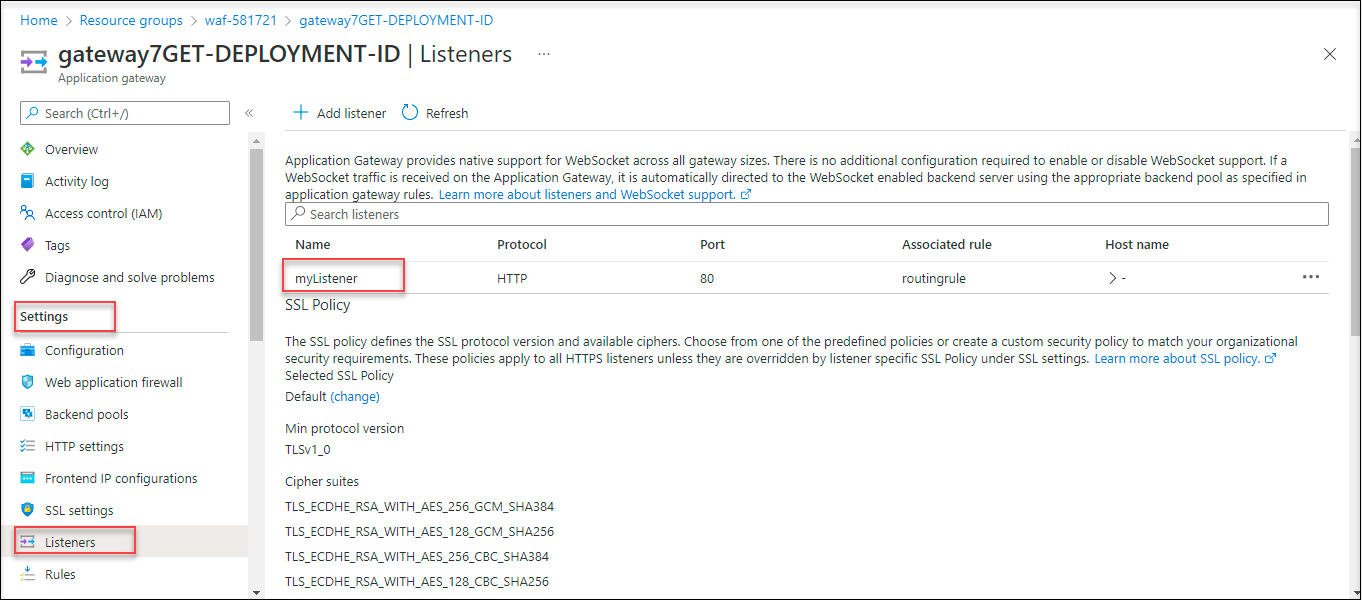 Home > Resource groups > waf-581721 > gateway7GET-DEPLOYMENT-ID
gateway7GET-DEPLOYMENT-ID | Listeners ...
Application gateway
Search (Ctrl+/)
«
Overview
Activity log
Access control (IAM)
Tags
Diagnose and solve problems
Settings
Configuration
Web application firewall
Backend pools
HTTP settings
Frontend IP configurations
SSL settings
Listeners
Rules
+ Add listener Refresh
Application Gateway provides native support for WebSocket across all gateway sizes. There is no additional configuration required to enable or disable WebSocket support. If a
WebSocket traffic is received on the Application Gateway, it is automatically directed to the WebSocket enabled backend server using the appropriate backend pool as specified in
application gateway rules. Learn more about listeners and WebSocket support.
Search listeners
Name Protocol Port Associated rule Host name
myListener HTTP 80 routingrule > - ...
SSL Policy
The SSL policy defines the SSL protocol version and available ciphers. Choose from one of the predefined policies or create a custom security policy to match your organizational
security requirements. These policies apply to all HTTPS listeners unless they are overridden by listener specific SSL Policy under SSL settings. Learn more about SSL policy.
Selected SSL Policy
Default (change)
Min protocol version
TLSv1_0
Cipher suites
TLS_ECDHE_RSA_WITH_AES_256_GCM_SHA384
TLS_ECDHE_RSA_WITH_AES_128_GCM_SHA256
TLS_ECDHE_RSA_WITH_AES_256_CBC_SHA384
TLS_ECDHE_RSA_WITH_AES_128_CBC_SHA256